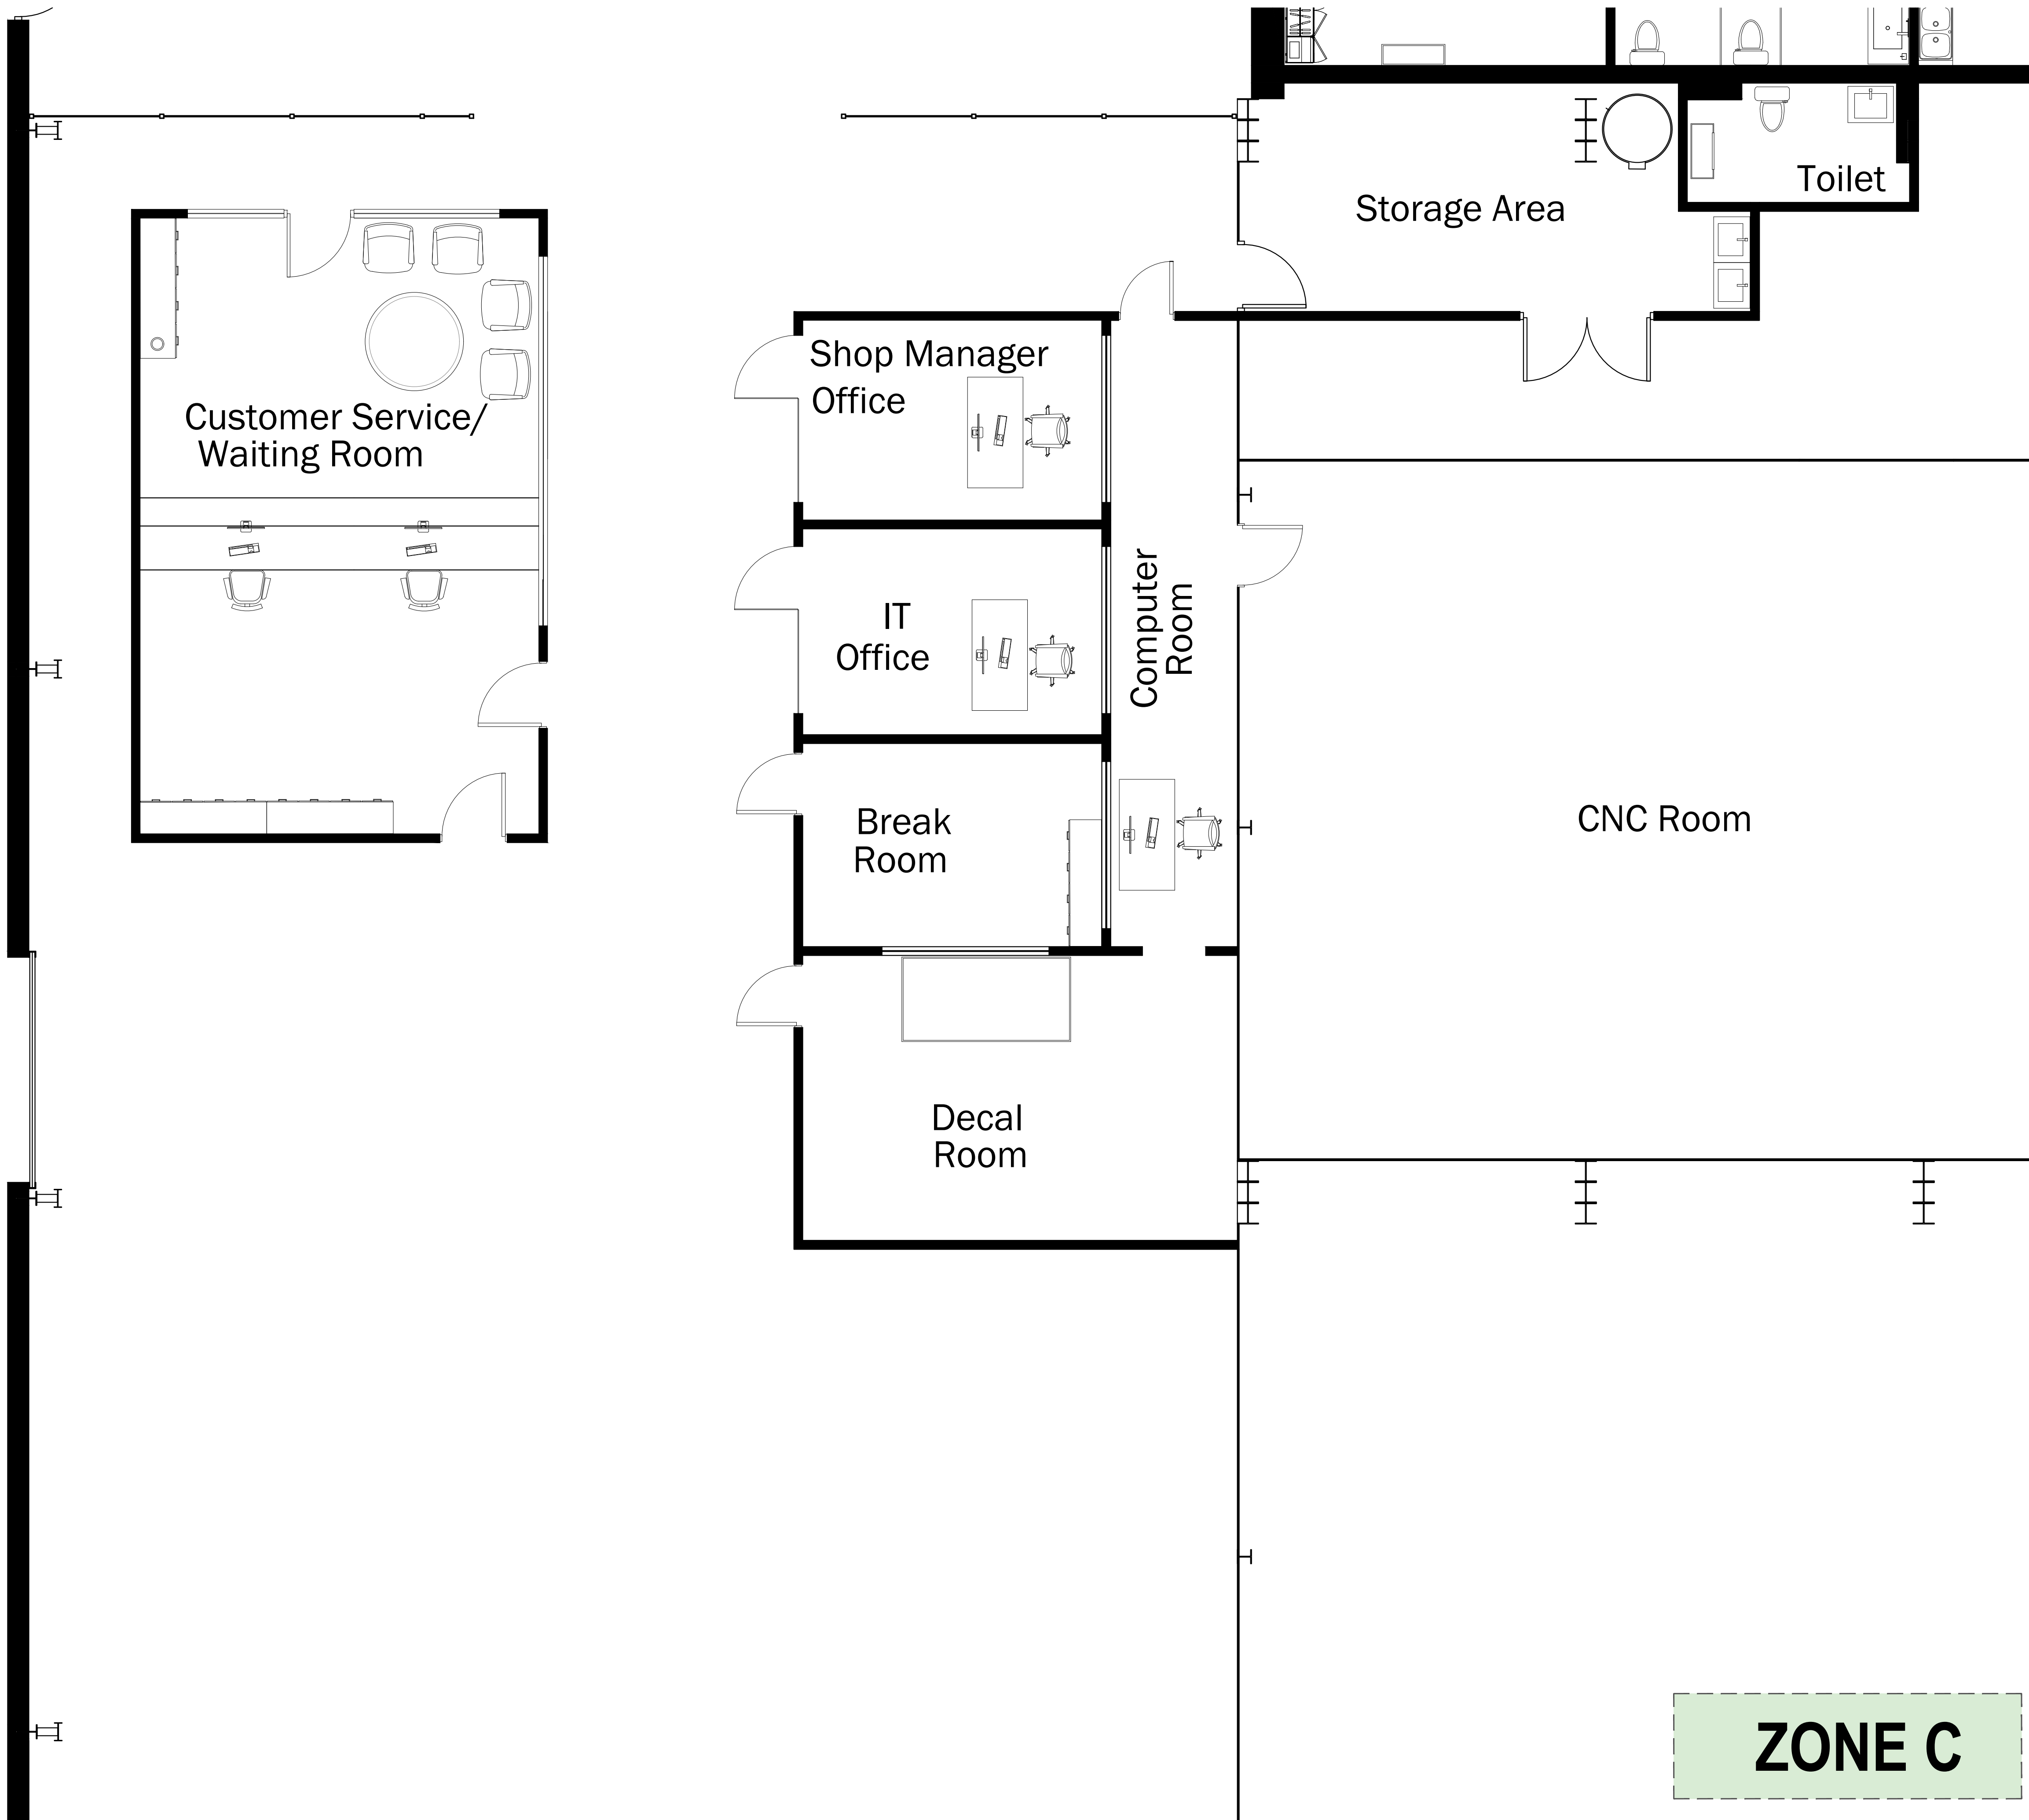 Toilet
Storage Area
Shop Manager
Office
Customer Service/
Waiting Room
IT
Office
Computer
Room
Break
Room
CNC Room
Decal
Room
ZONE C